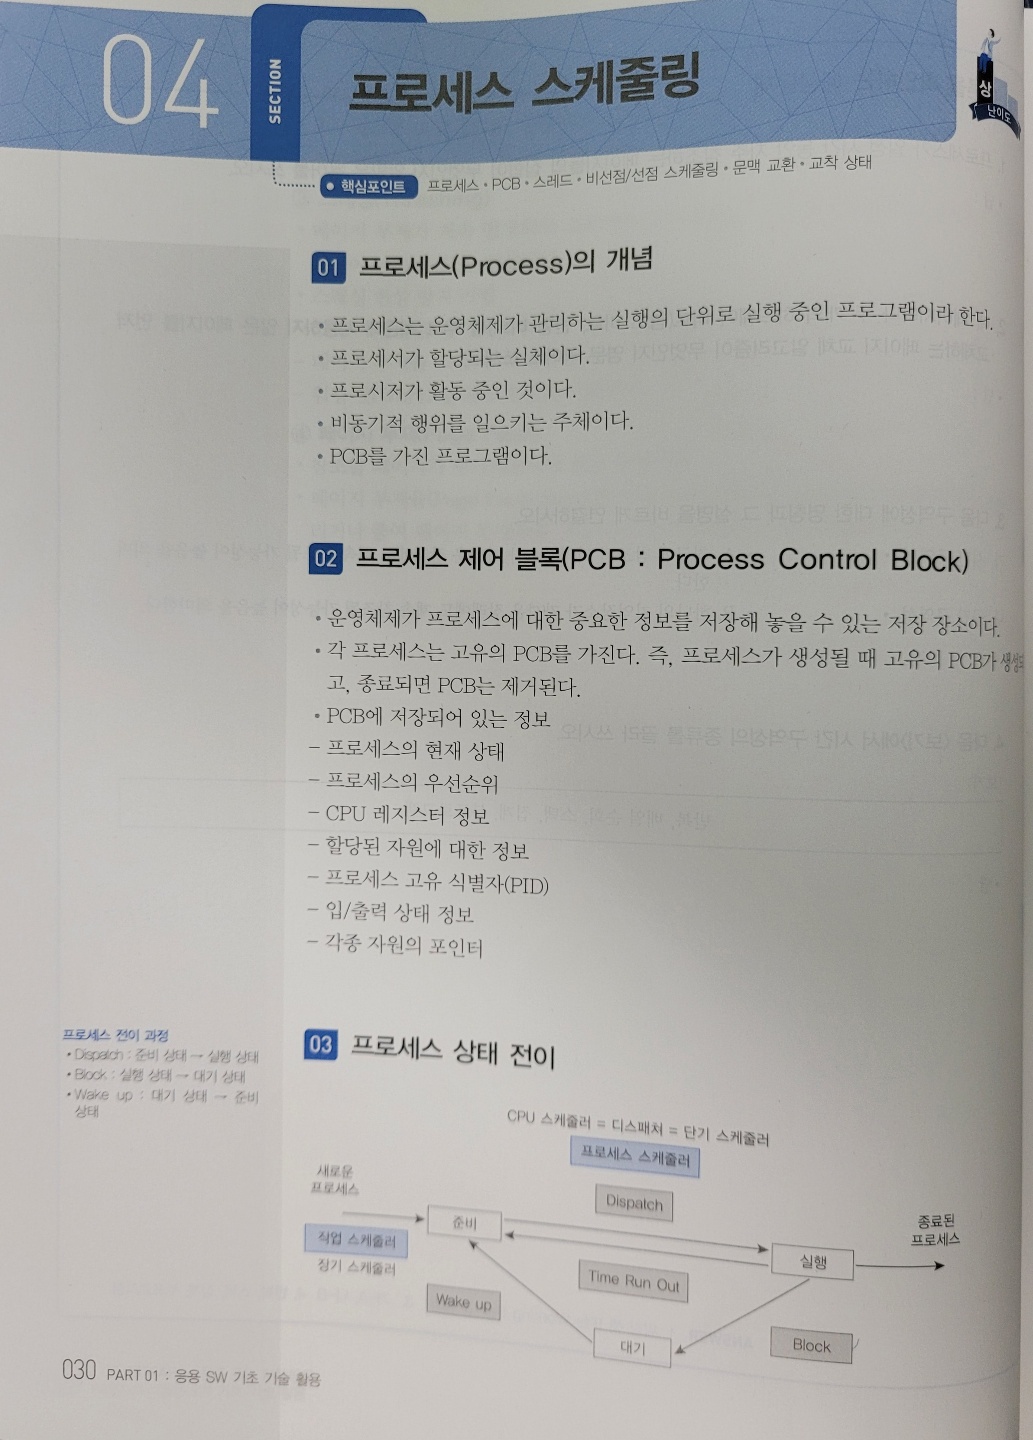 04
SECTION
프로세스 스케줄링
상
난이도
• 핵심포인트 프로세스 • PCB • 스레드 • 비선점/선점 스케줄링 • 문맥 교환 • 교착 상태
01 프로세스(Process)의 개념
• 프로세스는 운영체제가 관리하는 실행의 단위로 실행 중인 프로그램이라 한다.
• 프로세서가 할당되는 실체이다.
• 프로시저가 활동 중인 것이다.
• 비동기적 행위를 일으키는 주체이다.
• PCB를 가진 프로그램이다.
02 프로세스 제어 블록(PCB : Process Control Block)
• 운영체제가 프로세스에 대한 중요한 정보를 저장해 놓을 수 있는 저장 장소이다.
• 각 프로세스는 고유의 PCB를 가진다. 즉, 프로세스가 생성될 때 고유의 PCB가
고, 종료되면 PCB는 제거된다.
• PCB에 저장되어 있는 정보
– 프로세스의 현재 상태
– 프로세스의 우선순위
– CPU 레지스터 정보
– 할당된 자원에 대한 정보
– 프로세스 고유 식별자(PID)
– 입/출력 상태 정보
– 각종 자원의 포인터
프로세스 전이 과정
• Dispatch : 준비 상태 → 실행 상태
• Block : 실행 상태 → 대기 상태
• Wake up : 대기 상태 → 준비
상태
03 프로세스 상태 전이
CPU 스케줄러 = 디스패쳐 = 단기 스케줄러
프로세스 스케줄러
새로운
프로세스
Dispatch
준비
종료된
프로세스
작업 스케줄러
실행
장기 스케줄러
Time Run Out
Wake up
대기
Block
030 PART 01 : 응용 SW 기초 기술 활용